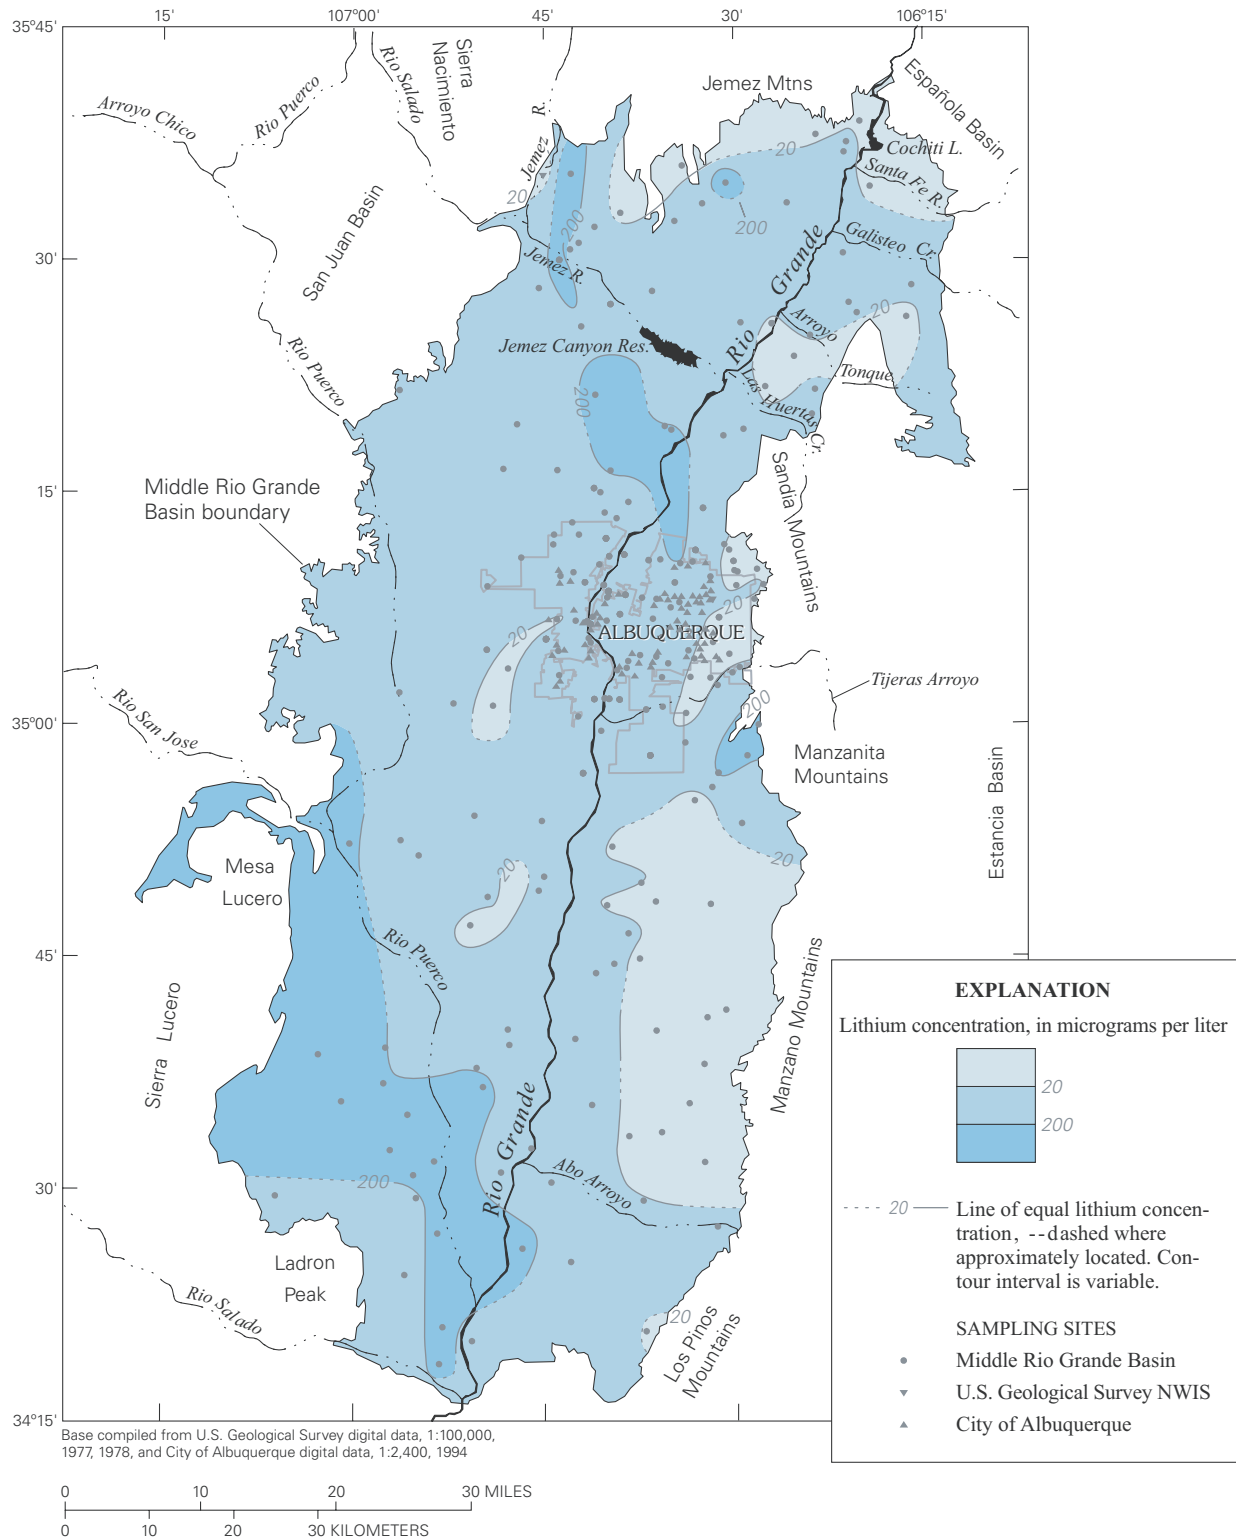 15'
107°00'
45'
30'
106°15'
35°45'
Sierra
Nacimiento
Rio Salado
Rio Puerco
Arroyo Chico
Jemez R.
Jemez Mtns
Española Basin
Cochiti L.
Santa Fe R.
20
20
200
200
San Juan Basin
Galisteo Cr.
30'
Jemez R.
Rio Grande
Arroyo
Tonque
20
Jemez Canyon Res.
Las Huertas Cr.
Rio Puerco
200
15'
Middle Rio Grande
Basin boundary
Sandia Mountains
20
20
ALBUQUERQUE
Tijeras Arroyo
200
Rio San Jose
35°00'
Manzanita
Mountains
Estancia Basin
Mesa
Lucero
20
20
Rio Puerco
45'
Sierra Lucero
Manzano Mountains
Rio Grande
Abo Arroyo
30'
200
Ladron
Peak
Rio Salado
20
Los Pinos
Mountains
34°15'
EXPLANATION
Lithium concentration, in micrograms per liter
20
200
20
Line of equal lithium concen-
tration, --dashed where
approximately located. Con-
tour interval is variable.
SAMPLING SITES
Middle Rio Grande Basin
U.S. Geological Survey NWIS
City of Albuquerque
Base compiled from U.S. Geological Survey digital data, 1:100,000,
1977, 1978, and City of Albuquerque digital data, 1:2,400, 1994
0 10 20 30 MILES
0 10 20 30 KILOMETERS